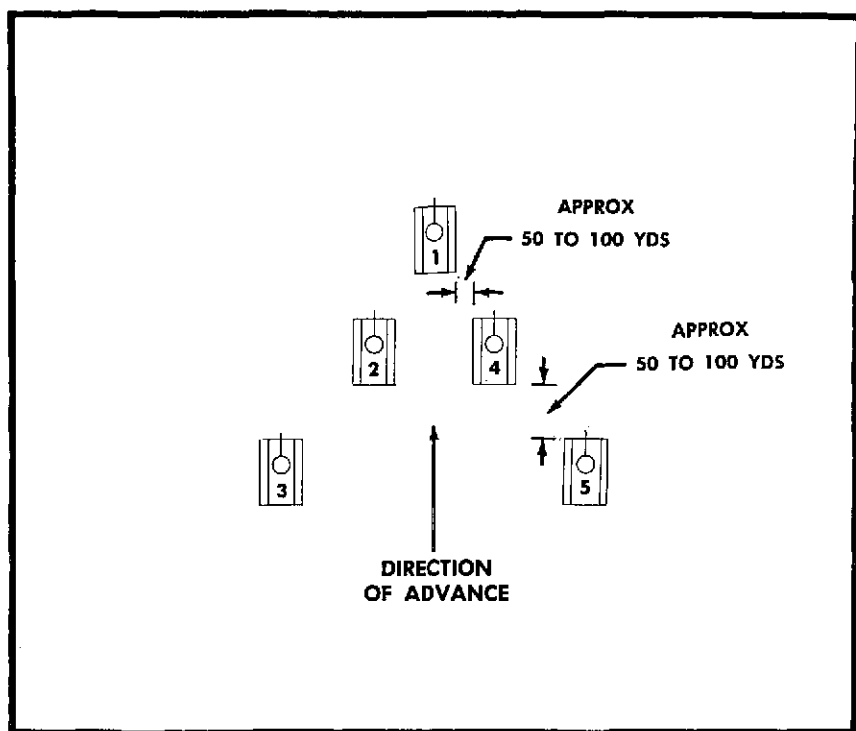 APPROX
50 TO 100 YDS
1
APPROX
50 TO 100 YDS
2
4
3
5
DIRECTION
OF ADVANCE